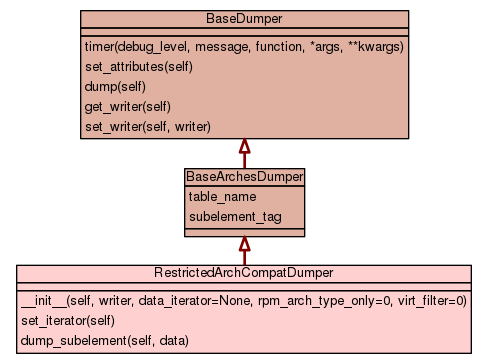 BaseDumper
timer(debug_level, message, function, *args, **kwargs)
set_attributes(self)
dump(self)
get_writer(self)
set_writer(self, writer)
BaseArchesDumper
table_name
subelement_tag
RestrictedArchCompatDumper
__init__(self, writer, data_iterator=None, rpm_arch_type_only=0, virt_filter=0)
set_iterator(self)
dump_subelement(self, data)